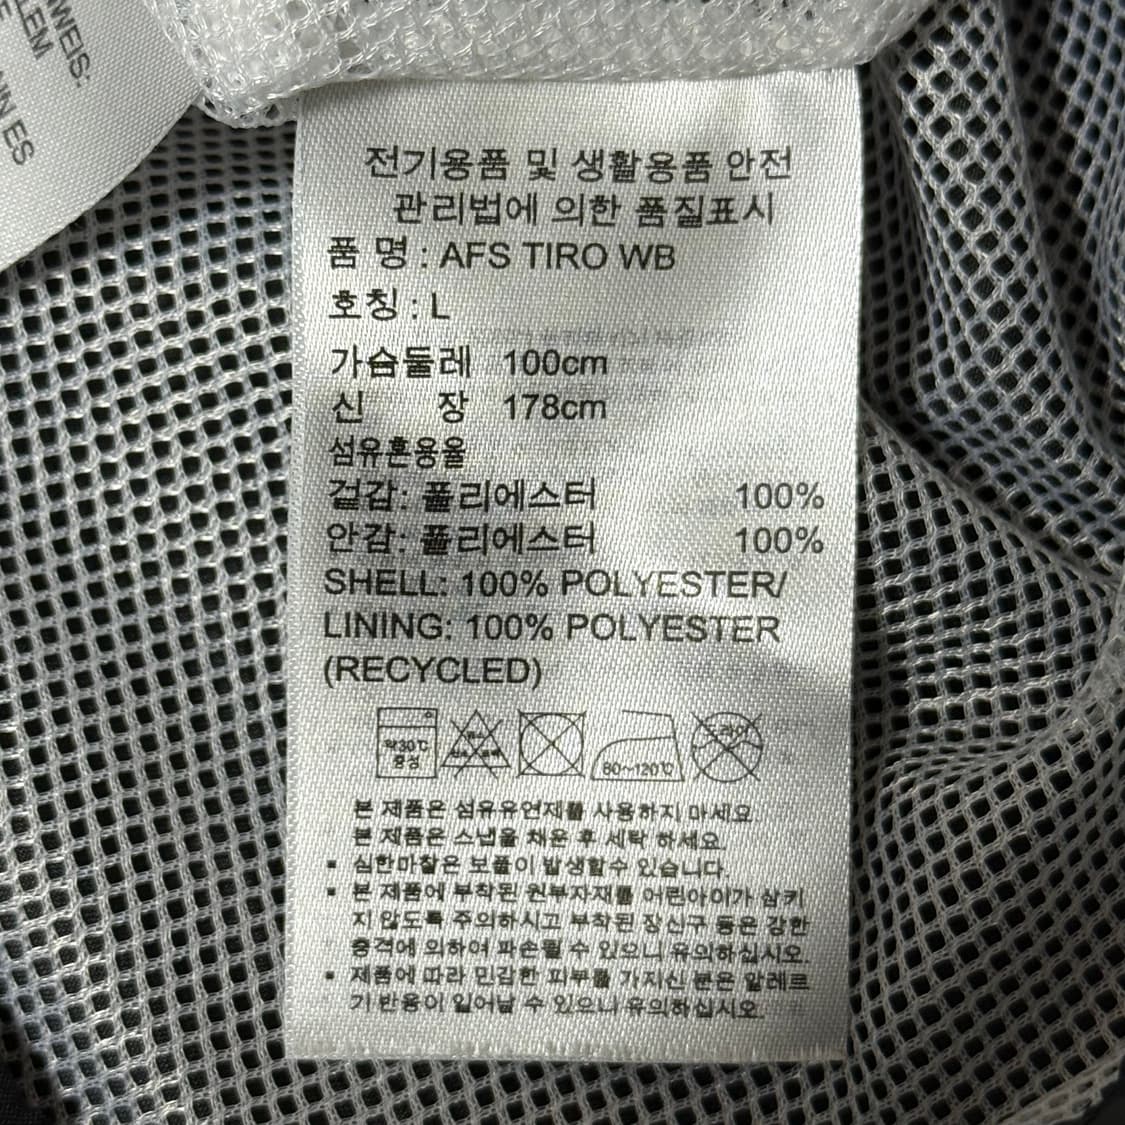 WEIS:
LEM
N ES
전기용품 및 생활용품 안전
관리법에 의한 품질표시
품 명 : AFS TIRO WB
호칭 : L
가슴둘레 100cm
신 장 178cm
섬유혼용율
겉감: 폴리에스터 100%
안감: 폴리에스터 100%
SHELL: 100% POLYESTER/
LINING: 100% POLYESTER
(RECYCLED)
약30℃
중성
80~120℃
본 제품은 섬유유연제를 사용하지 마세요.
본 제품은 스냅을 채운 후 세탁 하세요.
▪ 심한마찰은 보풀이 발생할수 있습니다.
▪ 본 제품에 부착된 원부자재를 어린아이가 삼키
지 않도록 주의하시고 부착된 장신구 등은 강한
충격에 의하여 파손될 수 있으니 유의하십시오.
▪ 제품에 따라 민감한 피부를 가지신 분은 알레르
기 반응이 일어날 수 있으니 유의하십시오.